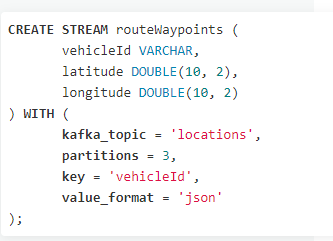 CREATE STREAM routeWaypoints (
vehicleId VARCHAR,
latitude DOUBLE(10, 2),
longitude DOUBLE(10, 2)
) WITH (
kafka_topic = 'locations',
partitions = 3,
key = 'vehicleId',
value_format = 'json'
);